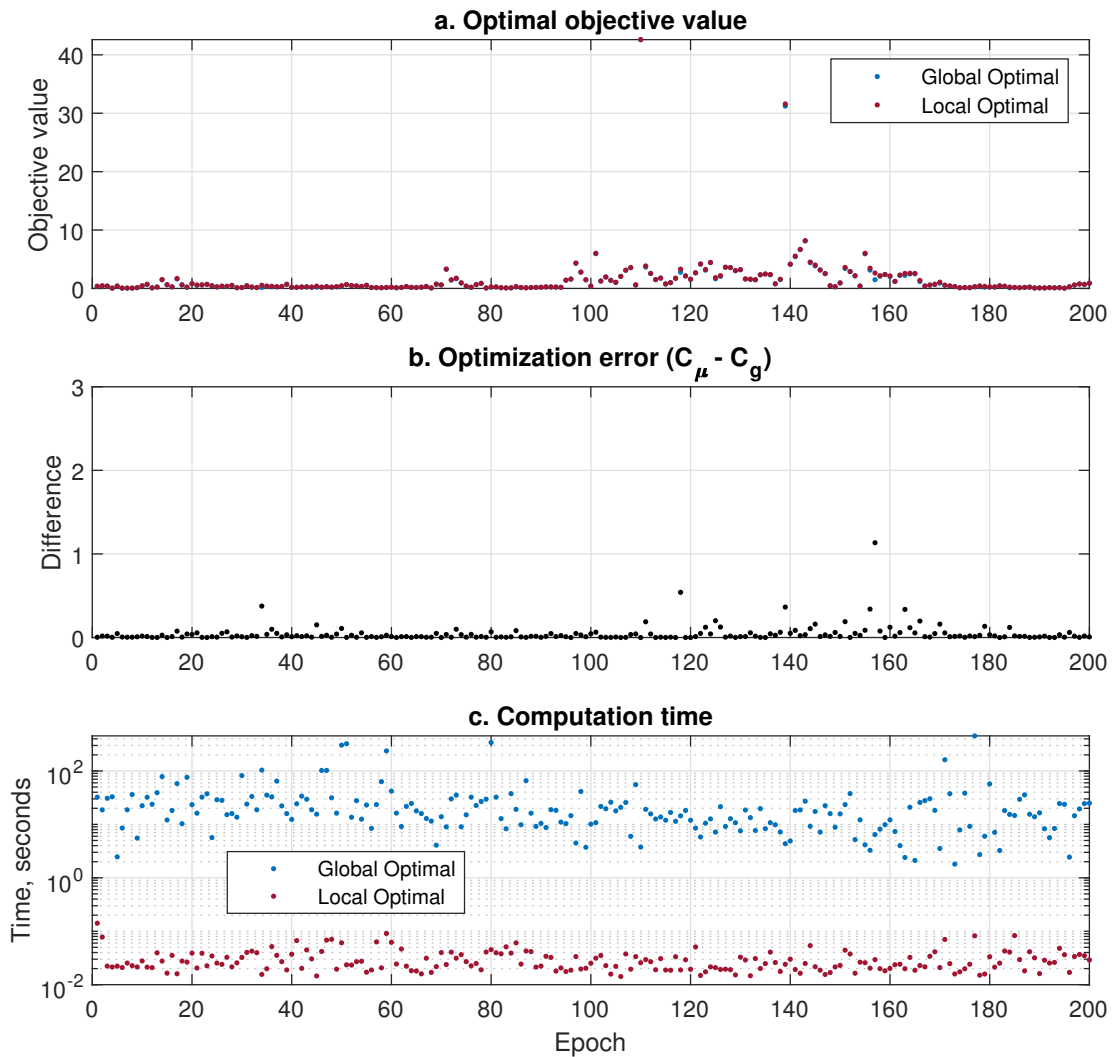 a. Optimal objective value
40
30
20
10
0
Objective value
Global Optimal
Local Optimal
0 20 40 60 80 100 120 140 160 180 200
b. Optimization error (C_μ - C_g)
3
2
1
0
Difference
0 20 40 60 80 100 120 140 160 180 200
c. Computation time
10^2
10^0
10^-2
Time, seconds
Global Optimal
Local Optimal
0 20 40 60 80 100 120 140 160 180 200
Epoch